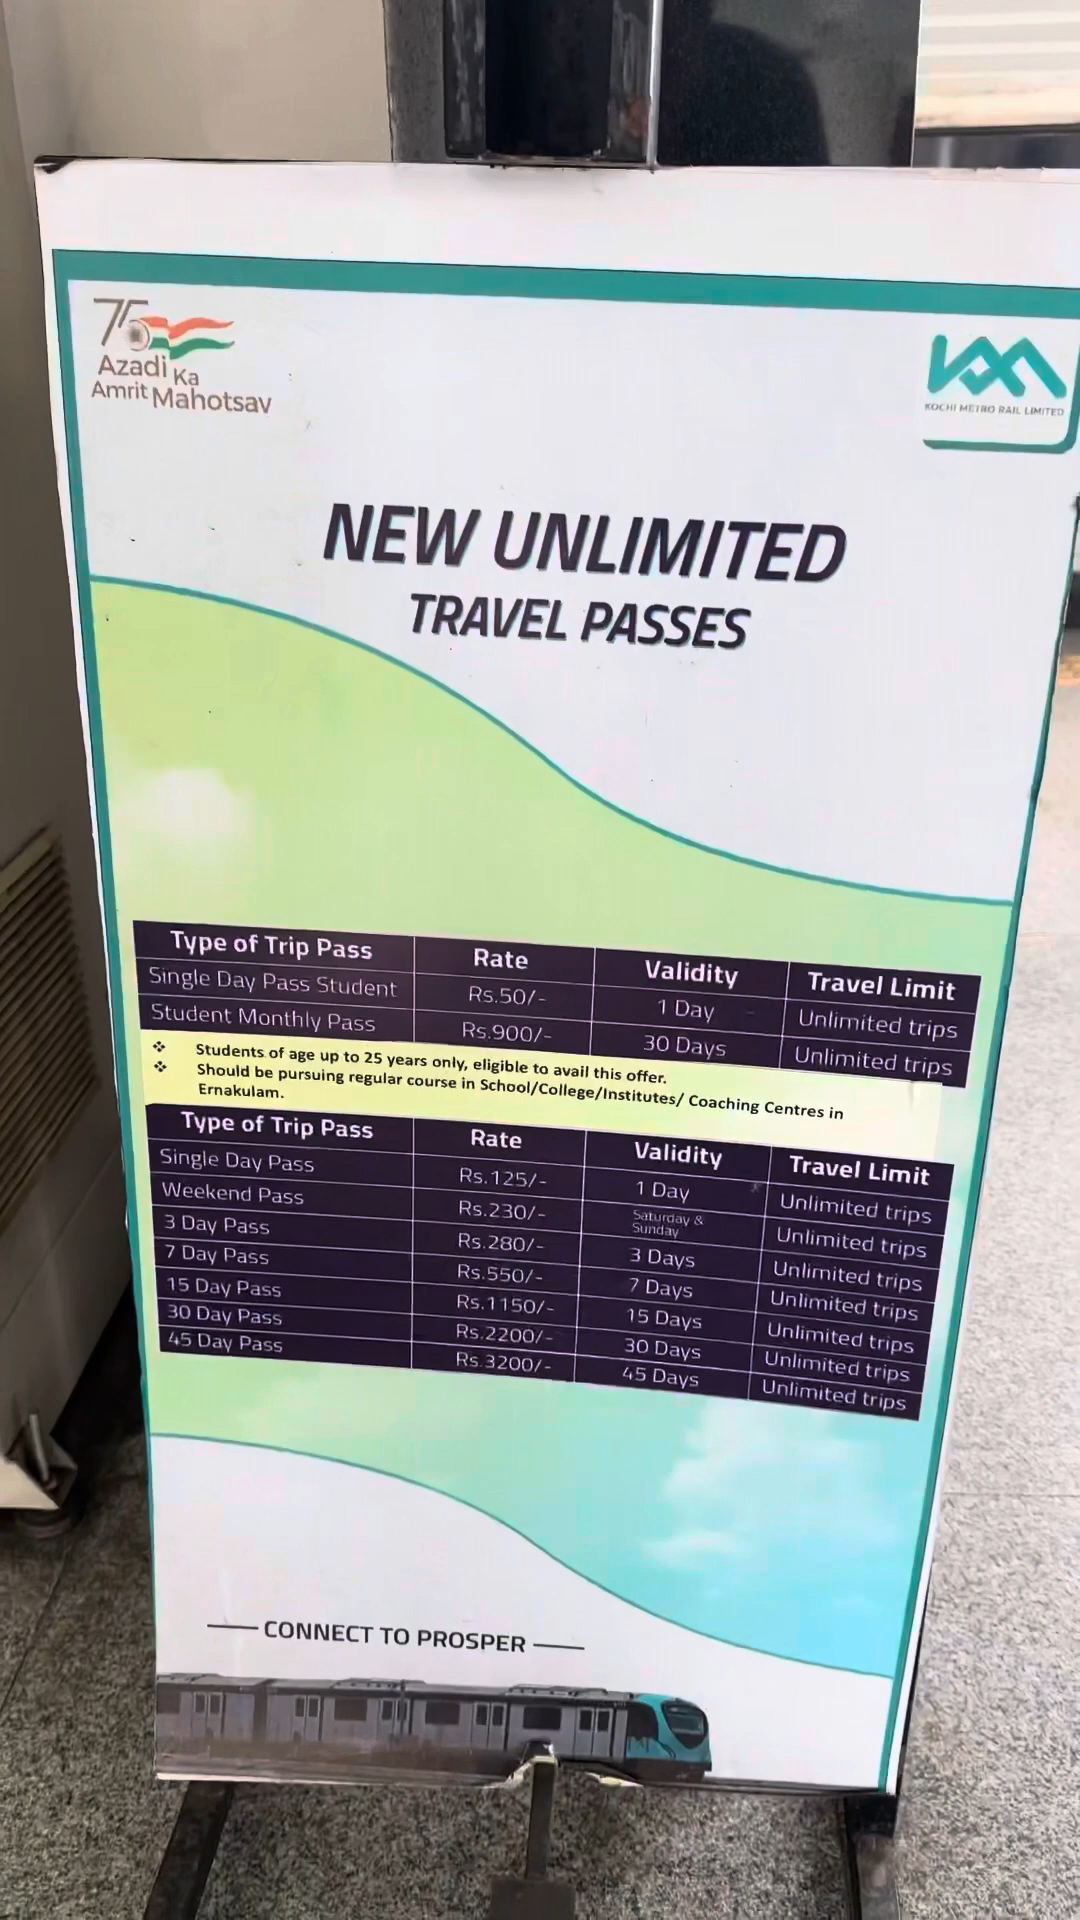 75
Azadi Ka
Amrit Mahotsav
KOCHI METRO RAIL LIMITED
NEW UNLIMITED
TRAVEL PASSES
Type of Trip Pass Rate Validity Travel Limit
Single Day Pass Student Rs.50/- 1 Day Unlimited trips
Student Monthly Pass Rs.900/- 30 Days Unlimited trips
❖ Students of age up to 25 years only, eligible to avail this offer.
❖ Should be pursuing regular course in School/College/Institutes/ Coaching Centres in
Ernakulam.
Type of Trip Pass Rate Validity Travel Limit
Single Day Pass Rs.125/- 1 Day Unlimited trips
Weekend Pass Rs.230/- Saturday & Sunday Unlimited trips
3 Day Pass Rs.280/- 3 Days Unlimited trips
7 Day Pass Rs.550/- 7 Days Unlimited trips
15 Day Pass Rs.1150/- 15 Days Unlimited trips
30 Day Pass Rs.2200/- 30 Days Unlimited trips
45 Day Pass Rs.3200/- 45 Days Unlimited trips
CONNECT TO PROSPER